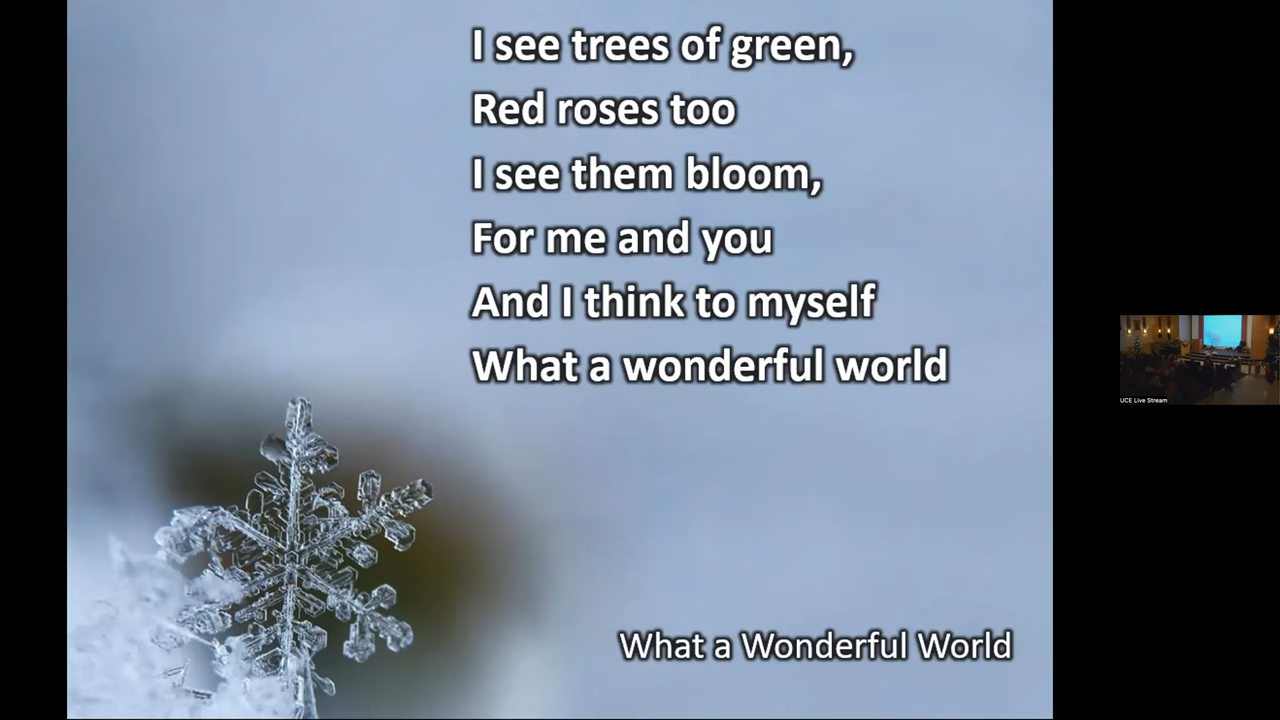 I see trees of green,
Red roses too
I see them bloom,
For me and you
And I think to myself
What a wonderful world
What a Wonderful World
UCE Live Stream